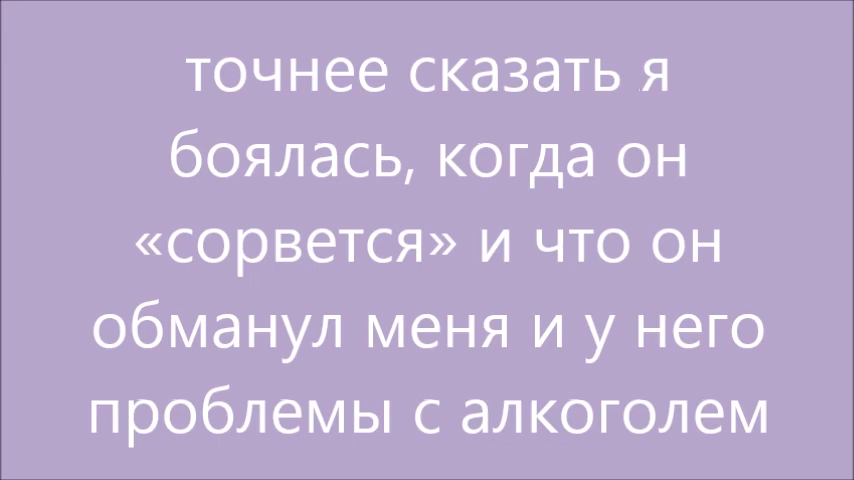 точнее сказать я
боялась, когда он
«сорвется» и что он
обманул меня и у него
проблемы с алкоголем